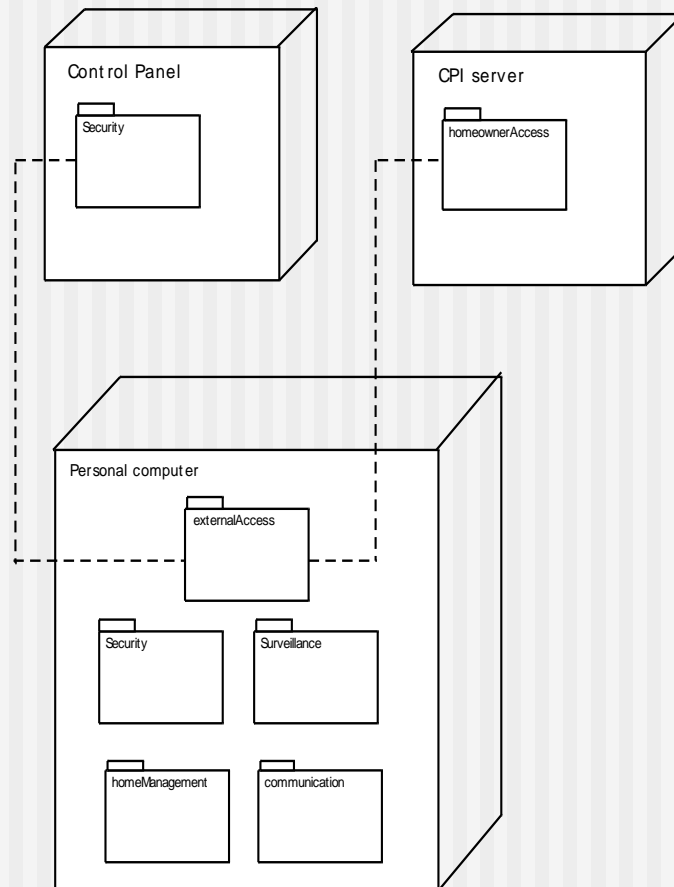 Control Panel
CPI server
Security
homeownerAccess
Personal computer
externalAccess
Security
Surveillance
homeManagement
communication